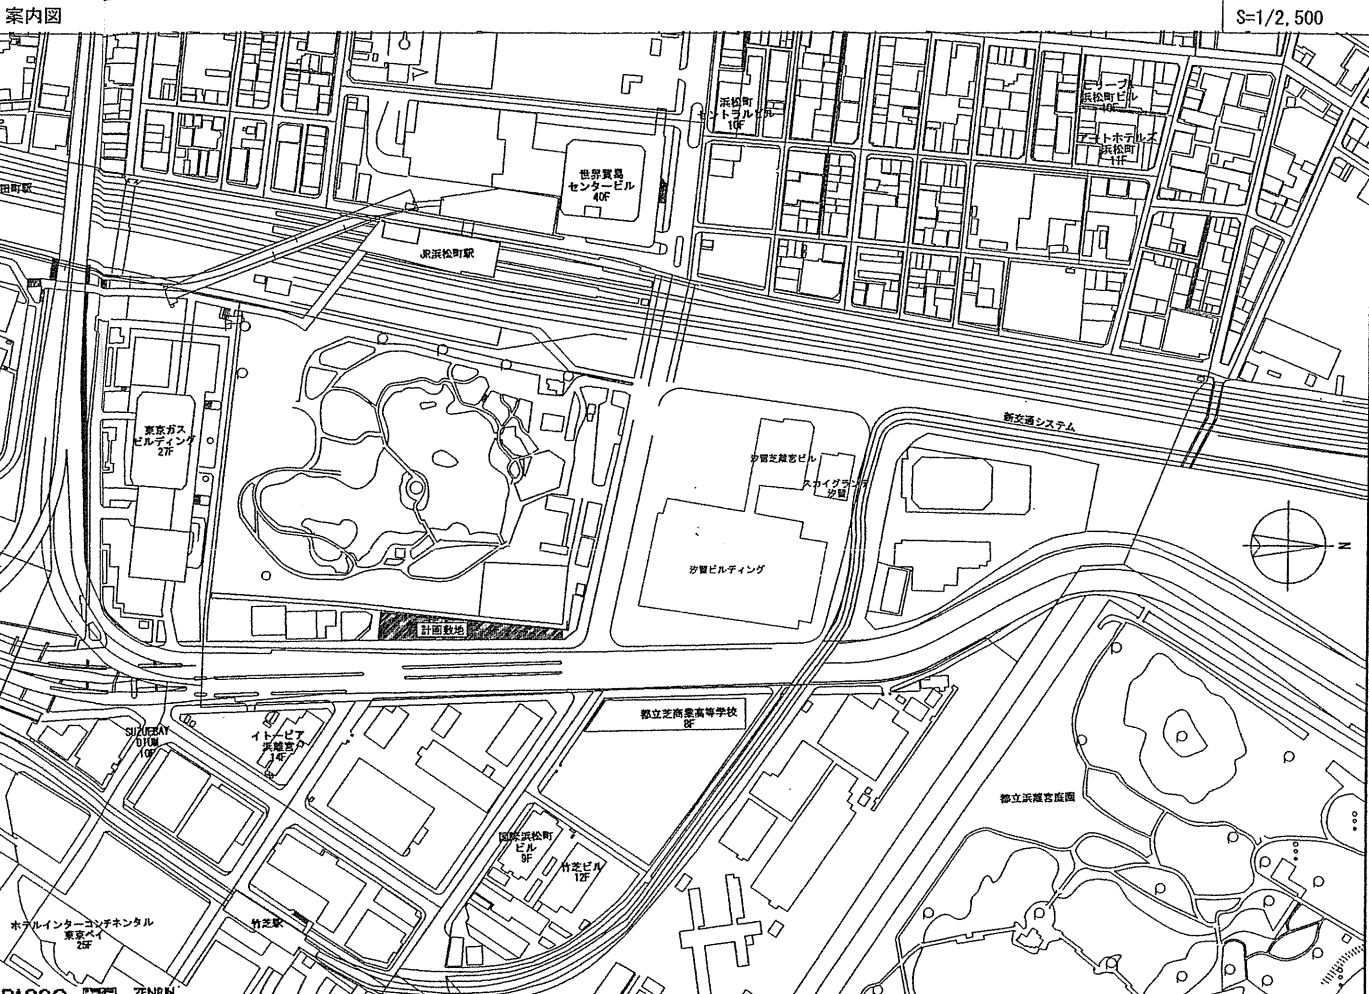 案内図
S=1/2,500
浜松町
セントラルビル
10F
浜松町ビル
10F
アートホテルズ
浜松町
11F
世界貿易
センタービル
40F
田町駅
JR浜松町駅
新交通システム
東京ガス
ビルディング
27F
汐留芝離宮ビル
スカイグランデ
汐留
汐留ビルディング
N
計画敷地
都立芝商業高等学校
8F
SUZUEBAY
DIUM
10F
イトーピア
浜離宮
14F
都立浜離宮庭園
国際浜松町
ビル
9F
竹芝ビル
12F
ホテルインターコンチネンタル
東京ベイ
25F
竹芝駅
ZENRIN